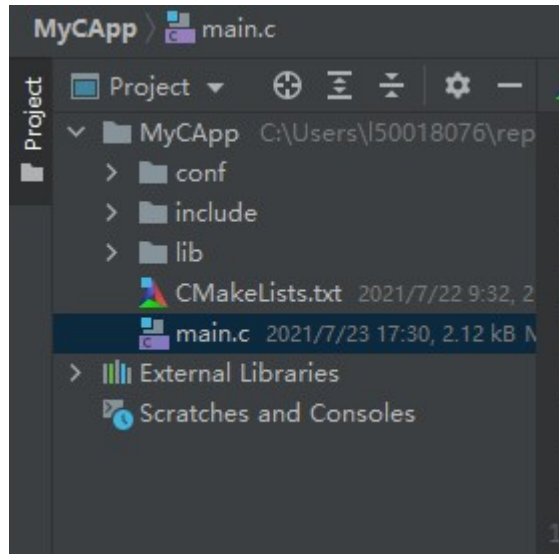 MyCApp main.c
Project
Project
MyCApp C:\Users\l50018076\rep
conf
include
lib
CMakeLists.txt 2021/7/22 9:32, 2
main.c 2021/7/23 17:30, 2.12 kB N
External Libraries
Scratches and Consoles
1